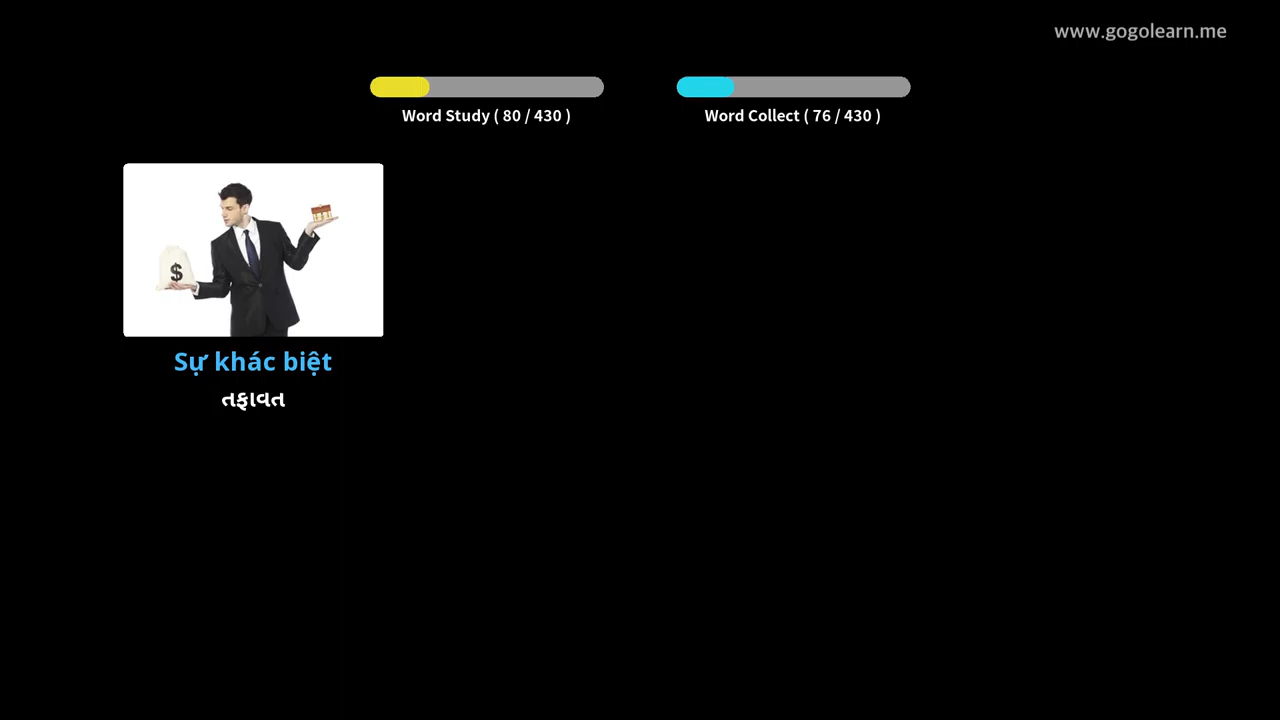 www.gogolearn.me
Word Study ( 80 / 430 )
Word Collect ( 76 / 430 )
$
Sự khác biệt
તફાવત